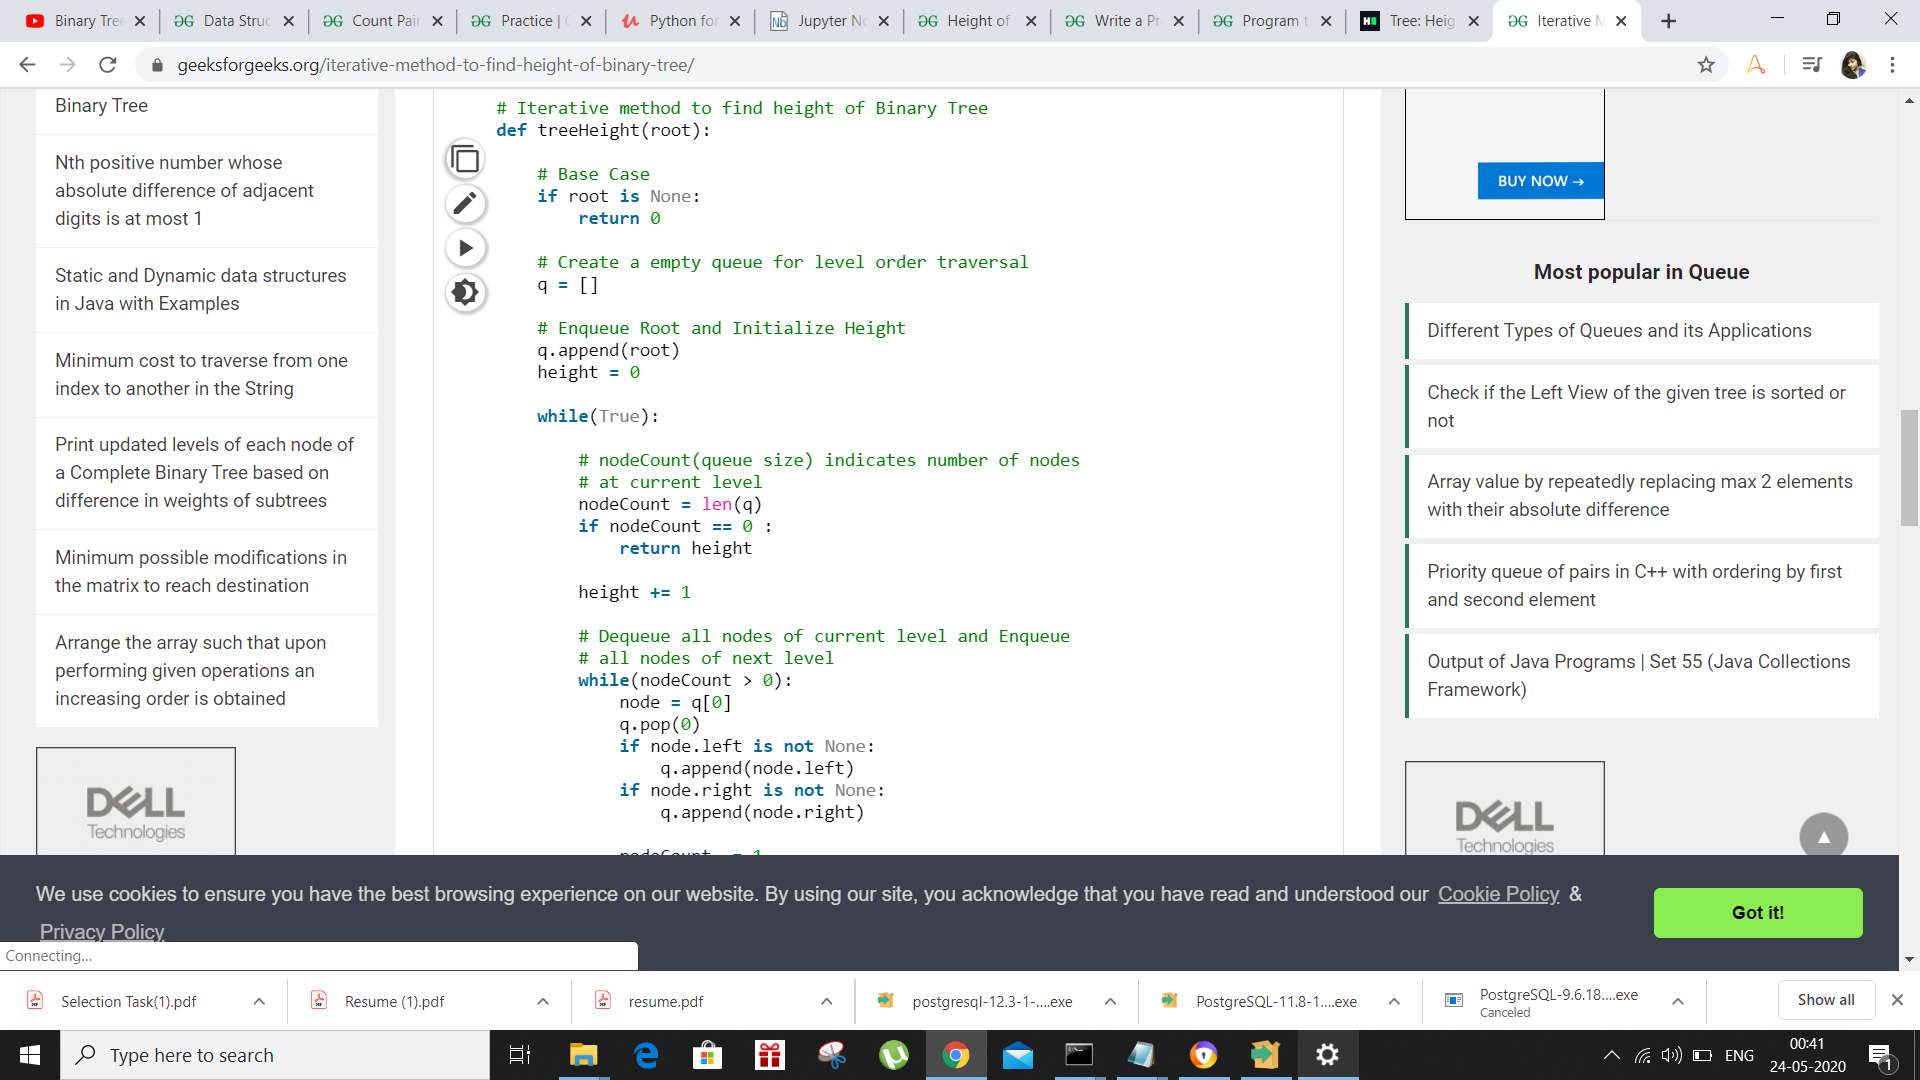 Binary Tre
Data Struc
Count Pair
Practice |
Python for
Jupyter No
Height of
Write a Pr
Program t
Tree: Heig
Iterative M
geeksforgeeks.org/iterative-method-to-find-height-of-binary-tree/
Binary Tree
Nth positive number whose
absolute difference of adjacent
digits is at most 1
Static and Dynamic data structures
in Java with Examples
Minimum cost to traverse from one
index to another in the String
Print updated levels of each node of
a Complete Binary Tree based on
difference in weights of subtrees
Minimum possible modifications in
the matrix to reach destination
Arrange the array such that upon
performing given operations an
increasing order is obtained
DELL
Technologies
# Iterative method to find height of Binary Tree
def treeHeight(root):
# Base Case
if root is None:
return 0
# Create a empty queue for level order traversal
q = []
# Enqueue Root and Initialize Height
q.append(root)
height = 0
while(True):
# nodeCount(queue size) indicates number of nodes
# at current level
nodeCount = len(q)
if nodeCount == 0 :
return height
height += 1
# Dequeue all nodes of current level and Enqueue
# all nodes of next level
while(nodeCount > 0):
node = q[0]
q.pop(0)
if node.left is not None:
q.append(node.left)
if node.right is not None:
q.append(node.right)
BUY NOW →
Most popular in Queue
Different Types of Queues and its Applications
Check if the Left View of the given tree is sorted or
not
Array value by repeatedly replacing max 2 elements
with their absolute difference
Priority queue of pairs in C++ with ordering by first
and second element
Output of Java Programs | Set 55 (Java Collections
Framework)
DELL
Technologies
We use cookies to ensure you have the best browsing experience on our website. By using our site, you acknowledge that you have read and understood our Cookie Policy &
Privacy Policy
Got it!
Connecting...
Selection Task(1).pdf
Resume (1).pdf
resume.pdf
postgresql-12.3-1-....exe
PostgreSQL-11.8-1....exe
PostgreSQL-9.6.18....exe
Canceled
Show all
Type here to search
ENG
00:41
24-05-2020
1